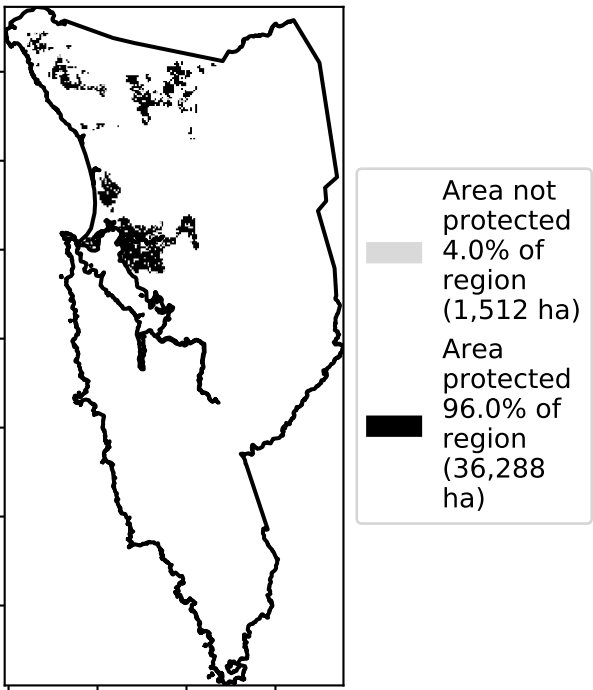 Area not
protected
4.0% of
region
(1,512 ha)
Area
protected
96.0% of
region
(36,288
ha)